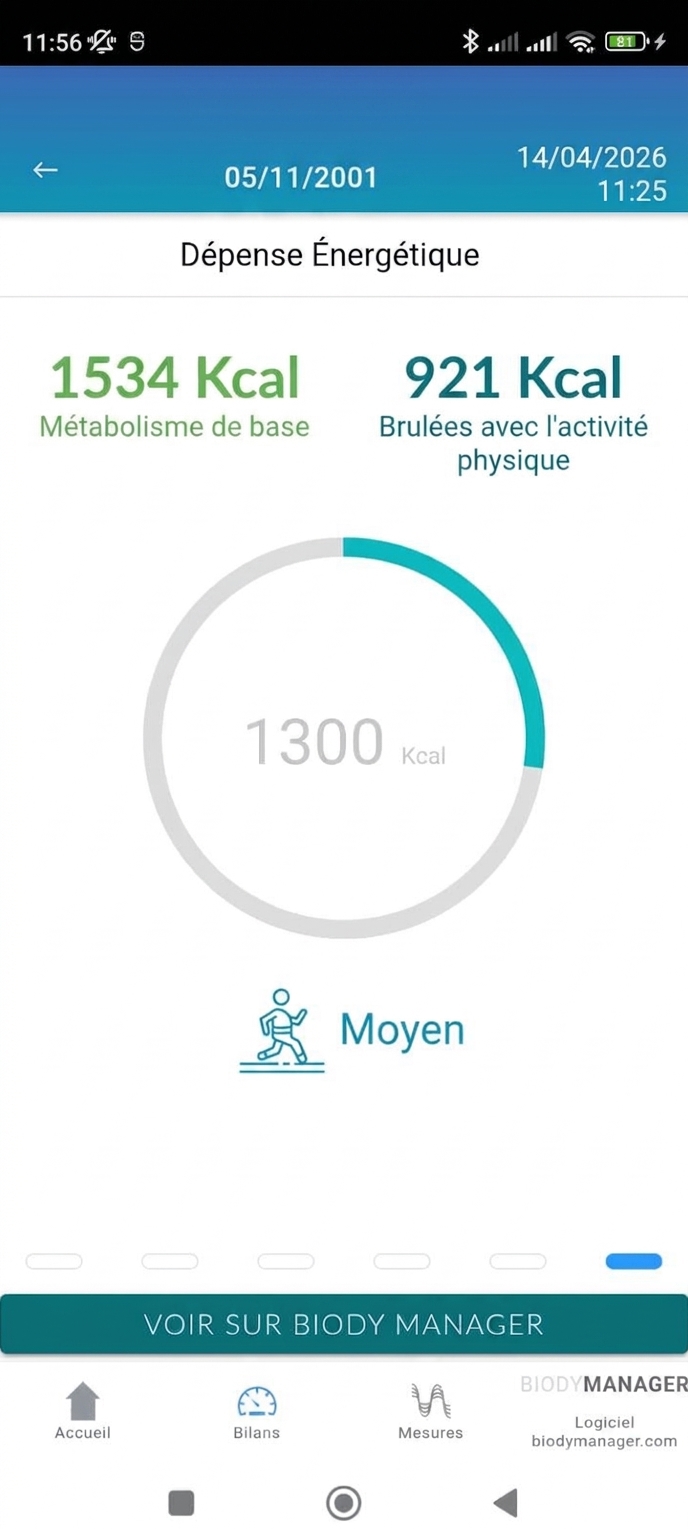 11:56
81
05/11/2001
14/04/2026
11:25
Dépense Énergétique
1534 Kcal
Métabolisme de base
921 Kcal
Brulées avec l'activité
physique
1300 Kcal
Moyen
VOIR SUR BIODY MANAGER
Accueil
Bilans
Mesures
BIODYMANAGER
Logiciel
biodymanager.com